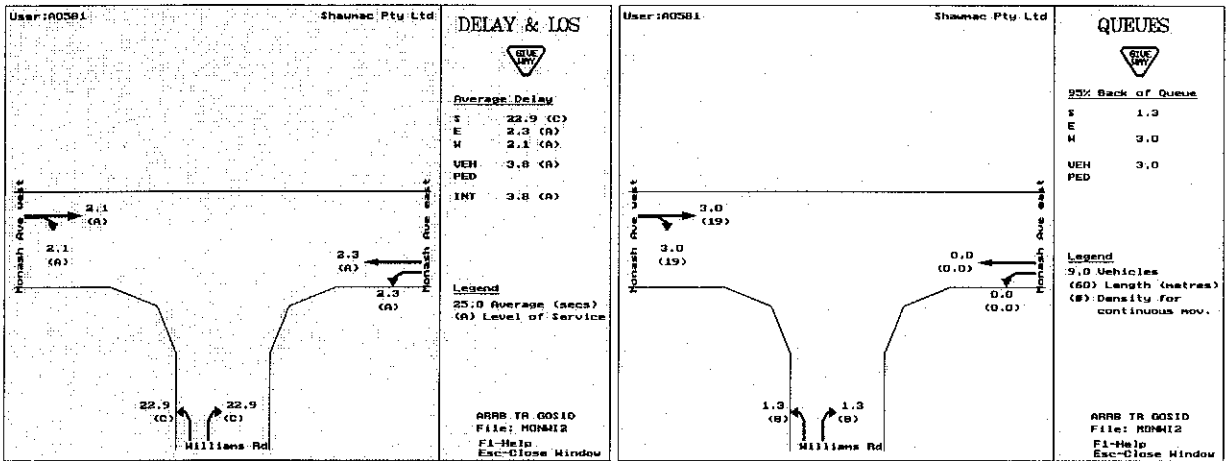 User:A0581
Shawmac Pty Ltd
DELAY & LOS
GIVE
WAY
Average Delay
S 22.9 (C)
E 2.3 (A)
W 2.1 (A)
VEH 3.8 (A)
PED
INT 3.8 (A)
Monash Ave west
2.1
(A)
2.1
(A)
2.3
(A)
2.3
(A)
Monash Ave east
Legend
25.0 Average (secs)
(A) Level of Service
22.9
(C)
22.9
(C)
Williams Rd
ARRB TR GOSID
File: MONWI2
F1-Help
Esc-Close Window
User:A0581
Shawmac Pty Ltd
QUEUES
GIVE
WAY
95% Back of Queue
S 1.3
E
W 3.0
VEH 3.0
PED
Monash Ave west
3.0
(19)
3.0
(19)
0.0
(0.0)
0.0
(0.0)
Monash Ave east
Legend
9.0 Vehicles
(60) Length (metres)
(8) Density for
continuous mov.
1.3
(8)
1.3
(8)
Williams Rd
ARRB TR GOSID
File: MONWI2
F1-Help
Esc-Close Window